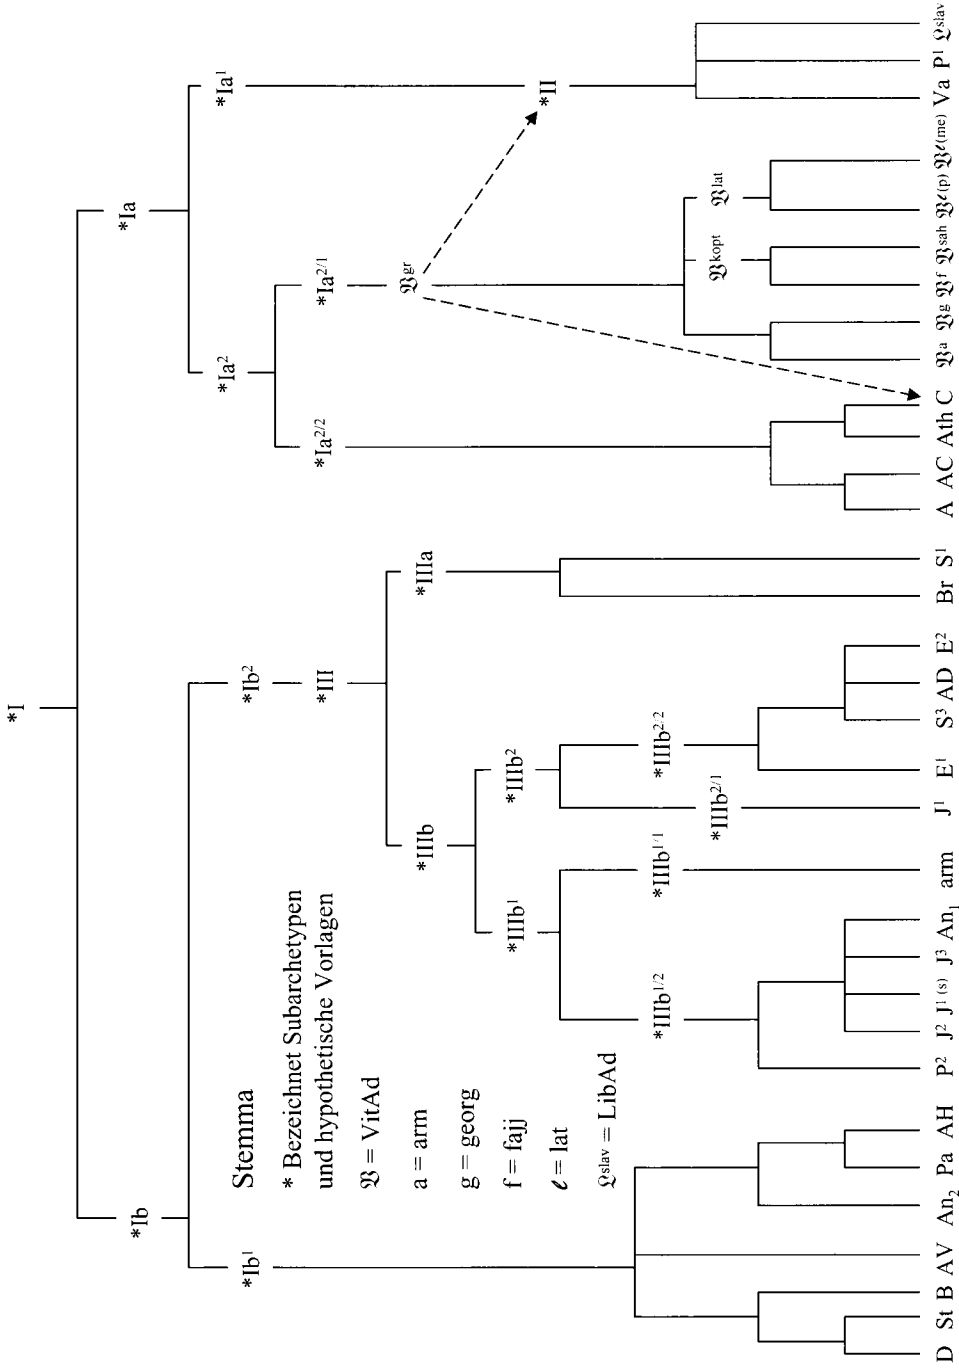 *I
*Ib
*Ia
*Ib¹
*Ib²
*Ia²
*Ia¹
*III
*Ia²/²
*Ia²/¹
*IIIb
*IIIa
𝔙ᵍʳ
*IIIb¹
*IIIb²
*II
*IIIb¹/²
*IIIb¹/¹
*IIIb²/¹
*IIIb²/²
𝔙ᵏᵒᵖᵗ
𝔙ˡᵃᵗ
D St B AV An₂ Pa AH P² J² J¹⁽ˢ⁾ J³ An₁ arm J¹ E¹ S³ AD E² Br S¹ A AC Ath C 𝔙ᵃ 𝔙ᵍ 𝔙ᶠ 𝔙ˢᵃʰ 𝔙ℓ⁽ᵖ⁾ 𝔙ℓ⁽ᵐᵉ⁾ Va P¹ 𝔏ˢˡᵃᵛ
Stemma
* Bezeichnet Subarchetypen
und hypothetische Vorlagen
𝔙 = VitAd
a = arm
g = georg
f = fajj
ℓ = lat
𝔏ˢˡᵃᵛ = LibAd